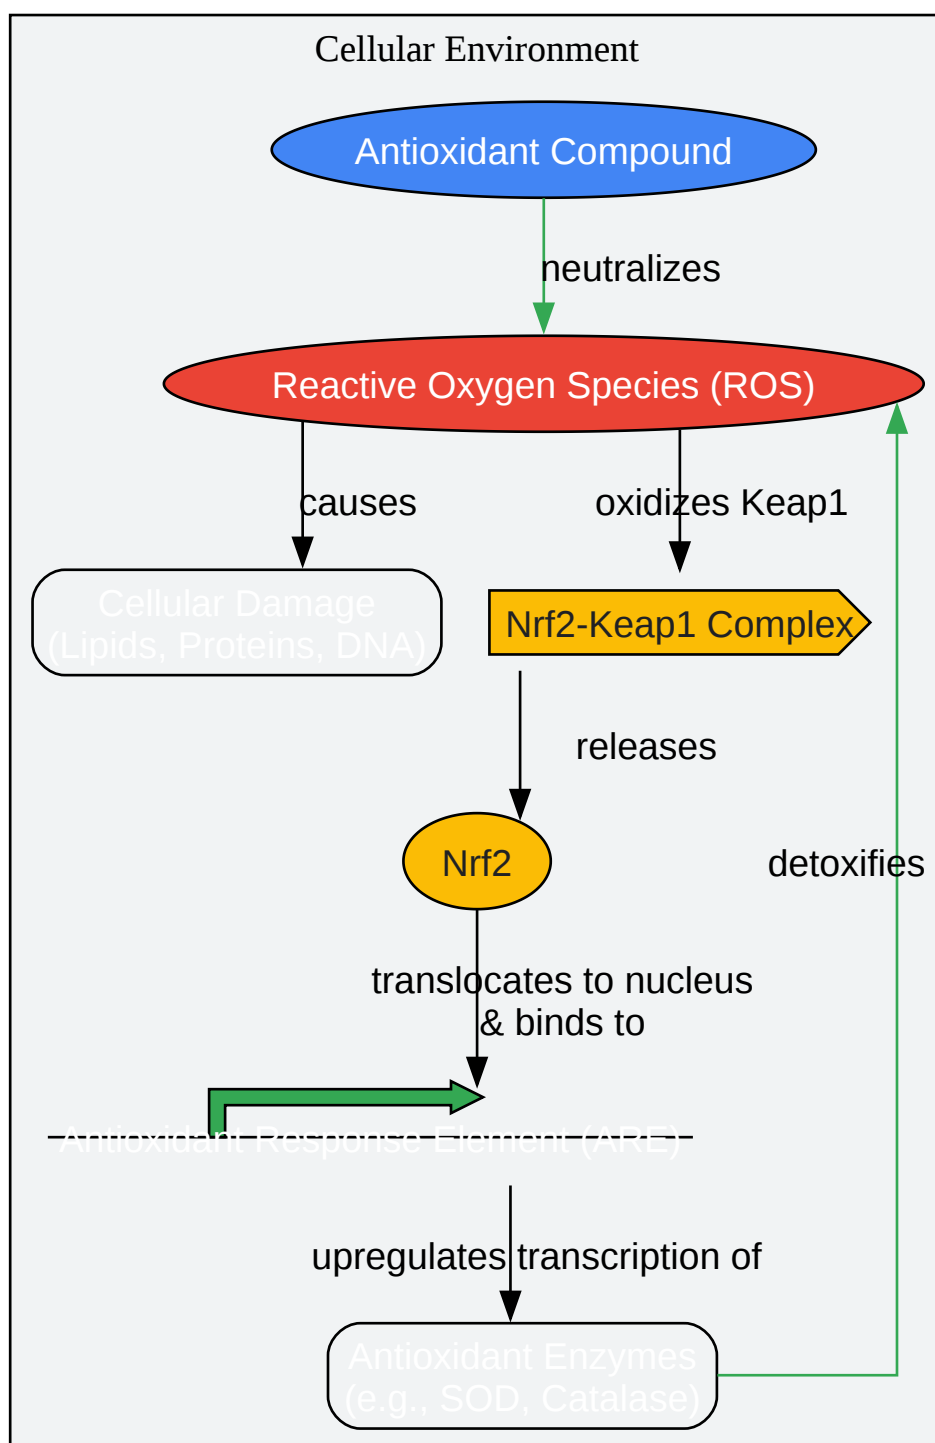 Cellular Environment
Antioxidant Compound
neutralizes
Reactive Oxygen Species (ROS)
causes
oxidizes Keap1
Cellular Damage
(Lipids, Proteins, DNA)
Nrf2-Keap1 Complex
releases
Nrf2
detoxifies
translocates to nucleus
& binds to
Antioxidant Response Element (ARE)
upregulates transcription of
Antioxidant Enzymes
(e.g., SOD, Catalase)